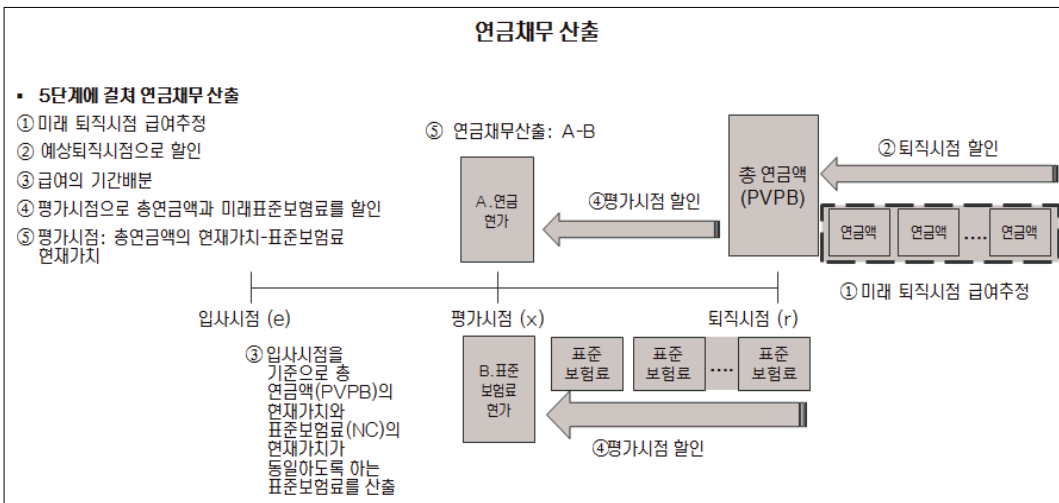 연금채무 산출
▪ 5단계에 걸쳐 연금채무 산출
① 미래 퇴직시점 급여추정
② 예상퇴직시점으로 할인
③ 급여의 기간배분
④ 평가시점으로 총연금액과 미래표준보험료를 할인
⑤ 평가시점: 총연금액의 현재가치-표준보험료
현재가치
⑤ 연금채무산출: A-B
A.연금
현가
④평가시점 할인
총 연금액
(PVPB)
②퇴직시점 할인
연금액 연금액 .... 연금액
①미래 퇴직시점 급여추정
입사시점 (e)
평가시점 (x)
퇴직시점 (r)
③ 입사시점을
기준으로 총
연금액(PVPB)의
현재가치와
표준보험료(NC)의
현재가치가
동일하도록 하는
표준보험료를 산출
B.표준
보험료
현가
표준 표준 .... 표준
보험료 보험료 보험료
④평가시점 할인